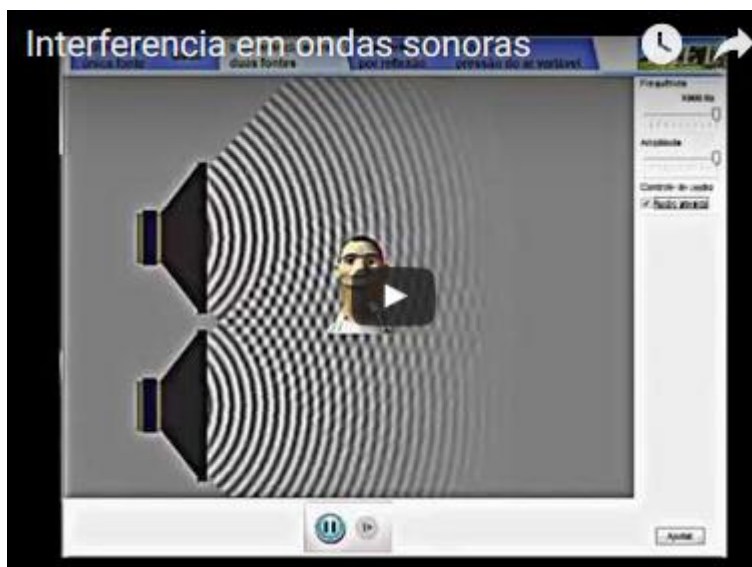 Interferencia em ondas sonoras
única fonte
duas fontes
por reflexão
pressão do ar variável
Frequência
Amplitude
Controle de áudio
Ajuda!